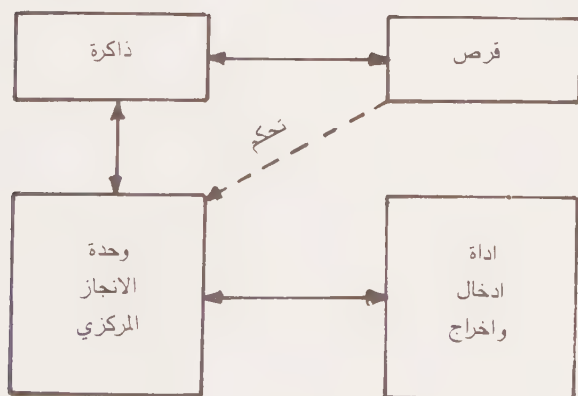 ذاكرة
قرص
تحكم
وحدة
الانجاز
المركزي
اداة
ادخال
واخراج